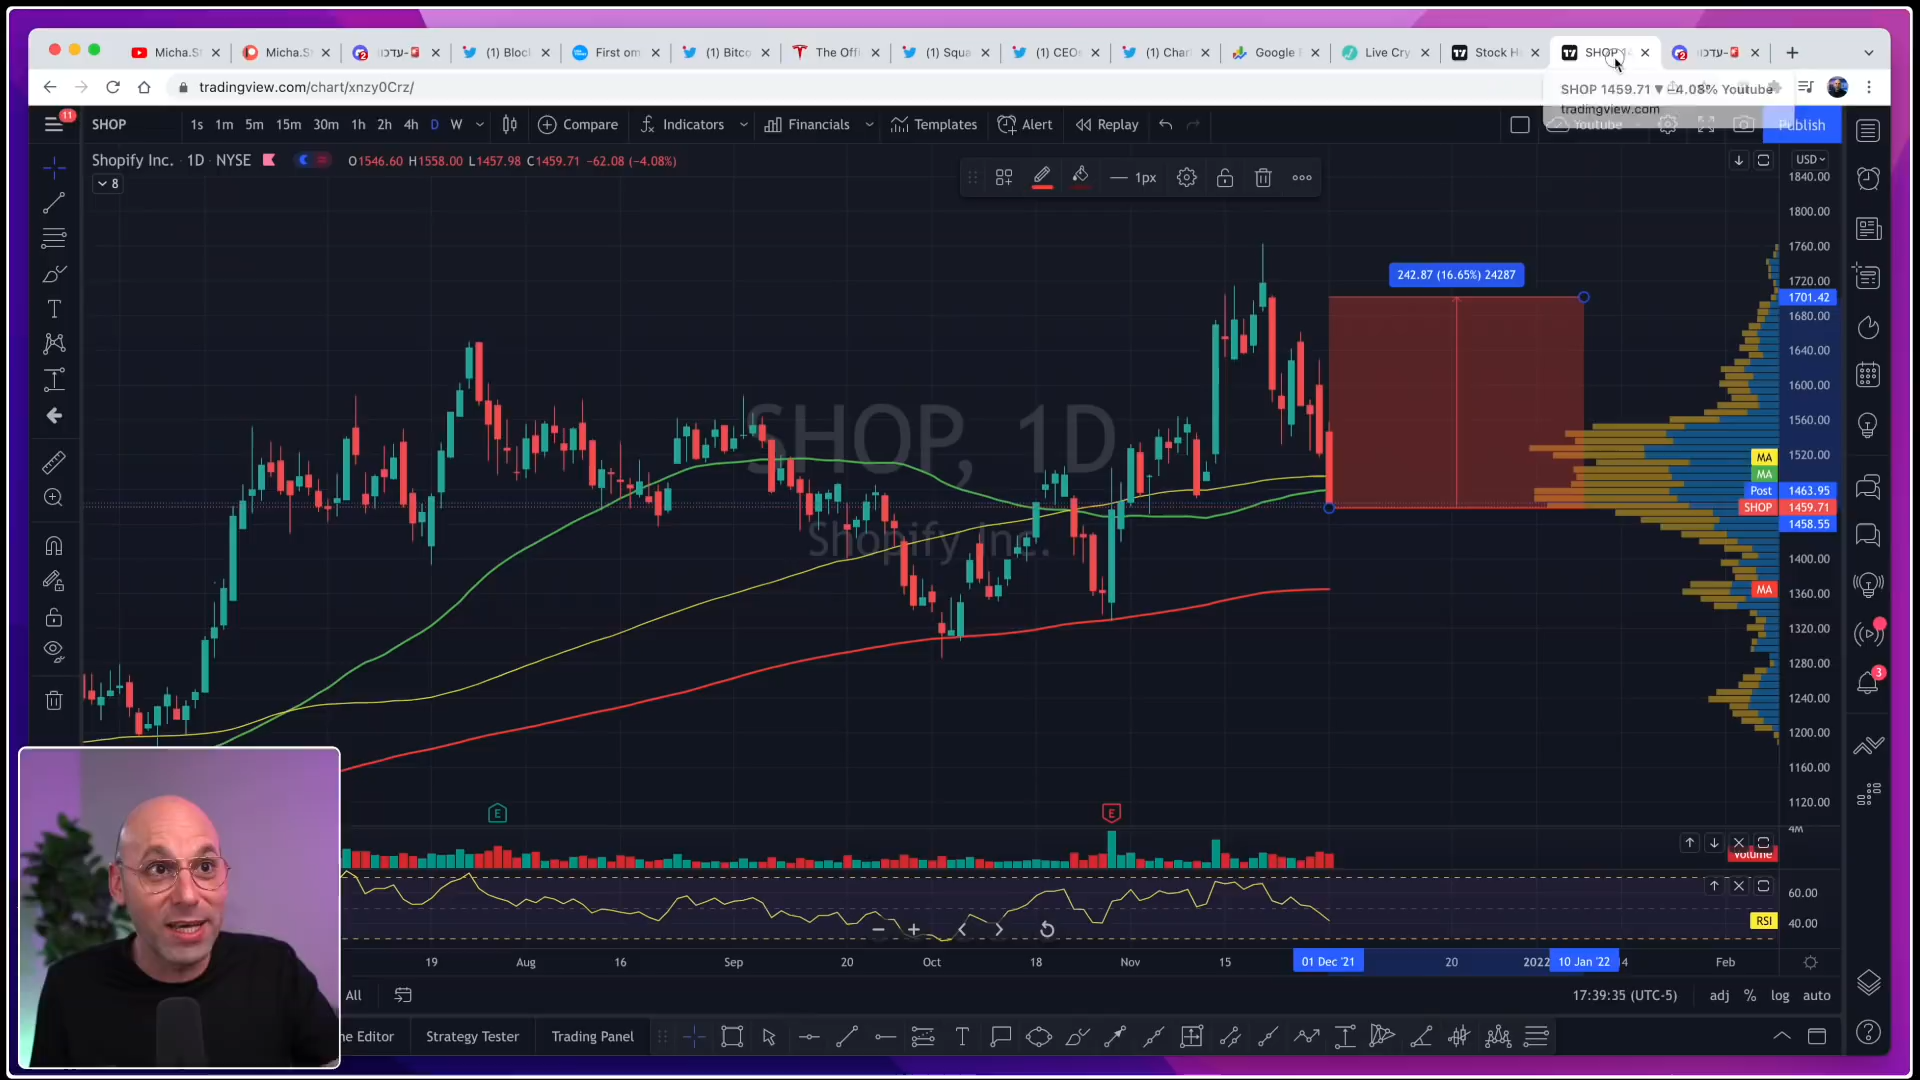 Micha.S
Micha.S
עדכו-
(1) Bloc
First om
(1) Bitco
The Offi
(1) Squa
(1) CEO
(1) Char
Google
Live Cry
Stock H
SHOP
עדכו-
tradingview.com/chart/xnzy0Crz/
SHOP 1459.71 ▼ −4.08% Youtube
tradingview.com
11
SHOP
1s 1m 5m 15m 30m 1h 2h 4h D W
Compare
Indicators
Financials
Templates
Alert
Replay
Youtube
Publish
Shopify Inc. · 1D · NYSE
O1546.60 H1558.00 L1457.98 C1459.71 −62.08 (−4.08%)
8
1px
USD
242.87 (16.65%) 24287
SHOP, 1D
Shopify Inc.
1840.00
1800.00
1760.00
1720.00
1701.42
1680.00
1640.00
1600.00
1560.00
1520.00
MA
MA
Post 1463.95
SHOP 1459.71
1458.55
1400.00
MA
1360.00
1320.00
1280.00
1240.00
1200.00
1160.00
1120.00
3
E
E
4M
Volume
60.00
RSI
40.00
19 Aug 16 Sep 20 Oct 18 Nov 15 01 Dec '21 20 2022 10 Jan '22 Feb
All
17:39:35 (UTC-5)
adj % log auto
ne Editor
Strategy Tester
Trading Panel